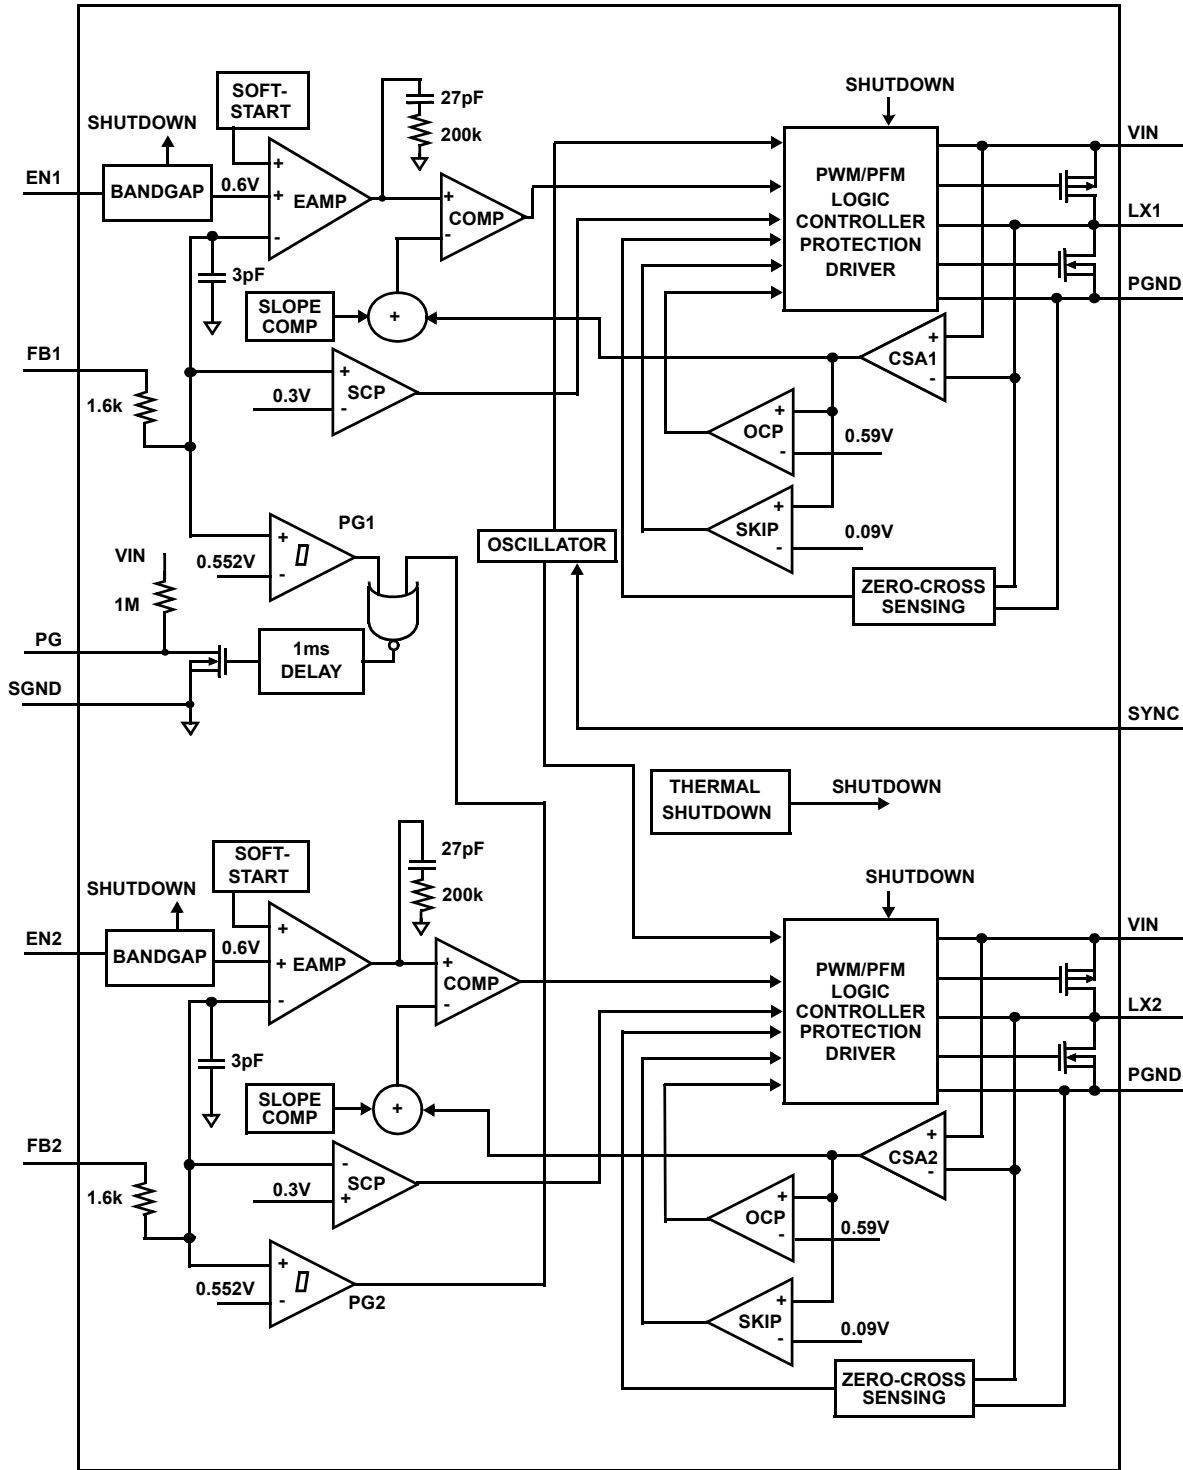 SHUTDOWN
SOFT-
START
27pF
200k
SHUTDOWN
VIN
EN1
BANDGAP
0.6V
+
+
-
EAMP
+
-
COMP
PWM/PFM
LOGIC
CONTROLLER
PROTECTION
DRIVER
LX1
3pF
PGND
SLOPE
COMP
+
+
-
CSA1
FB1
1.6k
+
-
SCP
0.3V
+
-
OCP
0.59V
PG1
+
-
SKIP
0.09V
VIN
0.552V
+
-
OSCILLATOR
1M
ZERO-CROSS
SENSING
PG
1ms
DELAY
SGND
SYNC
THERMAL
SHUTDOWN
SHUTDOWN
SOFT-
START
27pF
200k
SHUTDOWN
SHUTDOWN
VIN
EN2
BANDGAP
0.6V
+
+
-
EAMP
+
-
COMP
PWM/PFM
LOGIC
CONTROLLER
PROTECTION
DRIVER
LX2
3pF
PGND
SLOPE
COMP
+
+
-
CSA2
FB2
1.6k
-
+
SCP
0.3V
+
-
OCP
0.59V
+
-
0.552V
PG2
+
-
SKIP
0.09V
ZERO-CROSS
SENSING